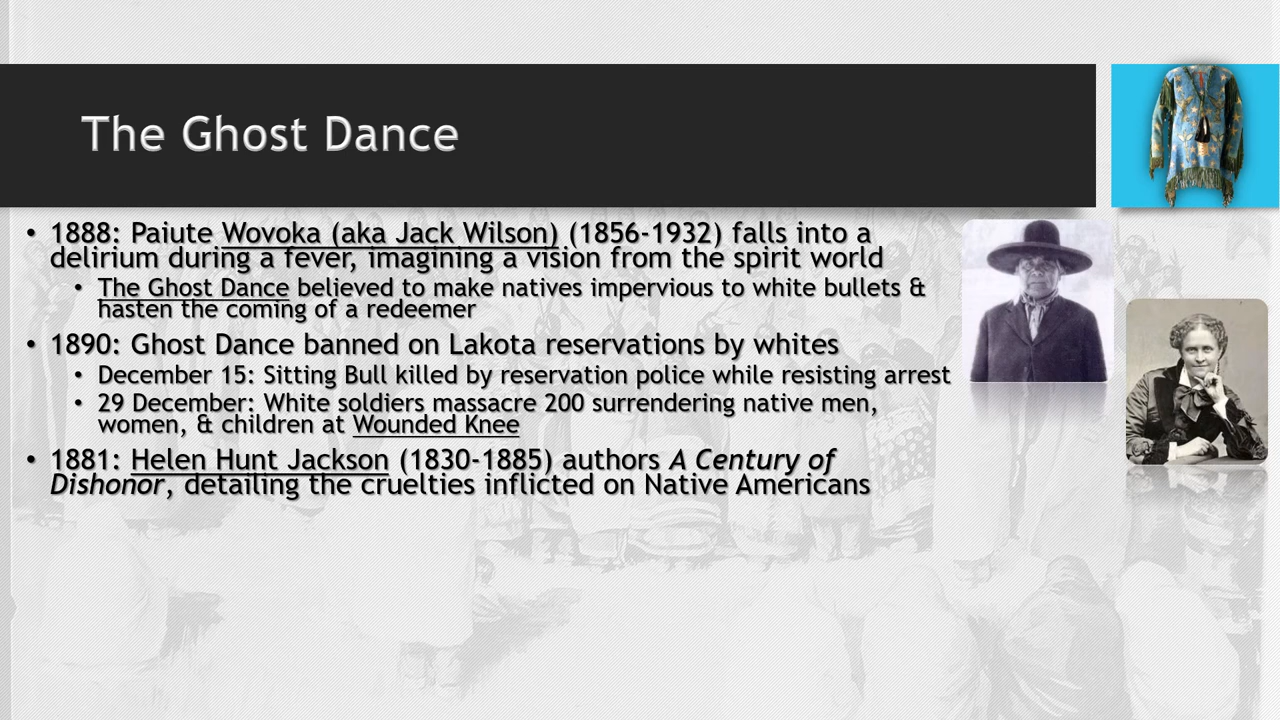 The Ghost Dance
• 1888: Paiute Wovoka (aka Jack Wilson) (1856-1932) falls into a
delirium during a fever, imagining a vision from the spirit world
• The Ghost Dance believed to make natives impervious to white bullets &
hasten the coming of a redeemer
• 1890: Ghost Dance banned on Lakota reservations by whites
• December 15: Sitting Bull killed by reservation police while resisting arrest
• 29 December: White soldiers massacre 200 surrendering native men,
women, & children at Wounded Knee
• 1881: Helen Hunt Jackson (1830-1885) authors A Century of
Dishonor, detailing the cruelties inflicted on Native Americans